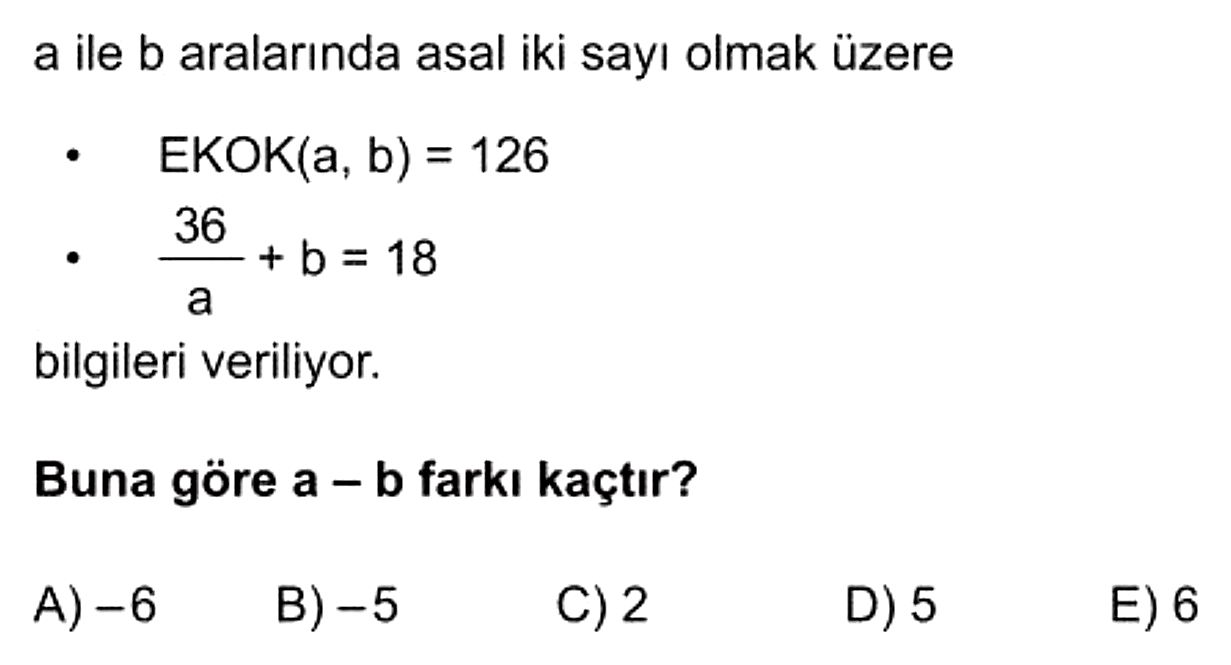 a ile b aralarında asal iki sayı olmak üzere
• EKOK(a, b) = 126
• 36/a + b = 18
bilgileri veriliyor.
Buna göre a – b farkı kaçtır?
A) –6 B) –5 C) 2 D) 5 E) 6